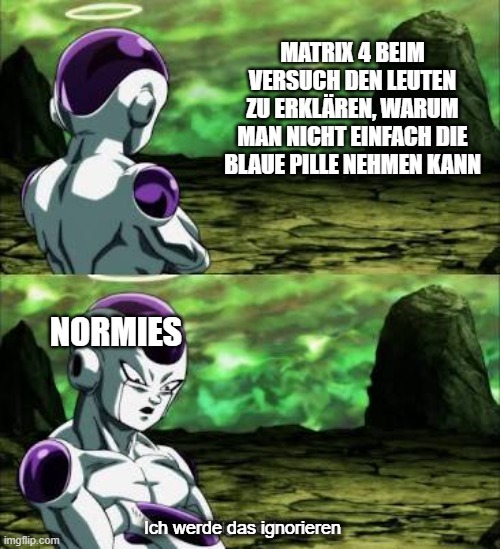 MATRIX 4 BEIM
VERSUCH DEN LEUTEN
ZU ERKLÄREN, WARUM
MAN NICHT EINFACH DIE
BLAUE PILLE NEHMEN KANN
NORMIES
Ich werde das ignorieren
imgflip.com